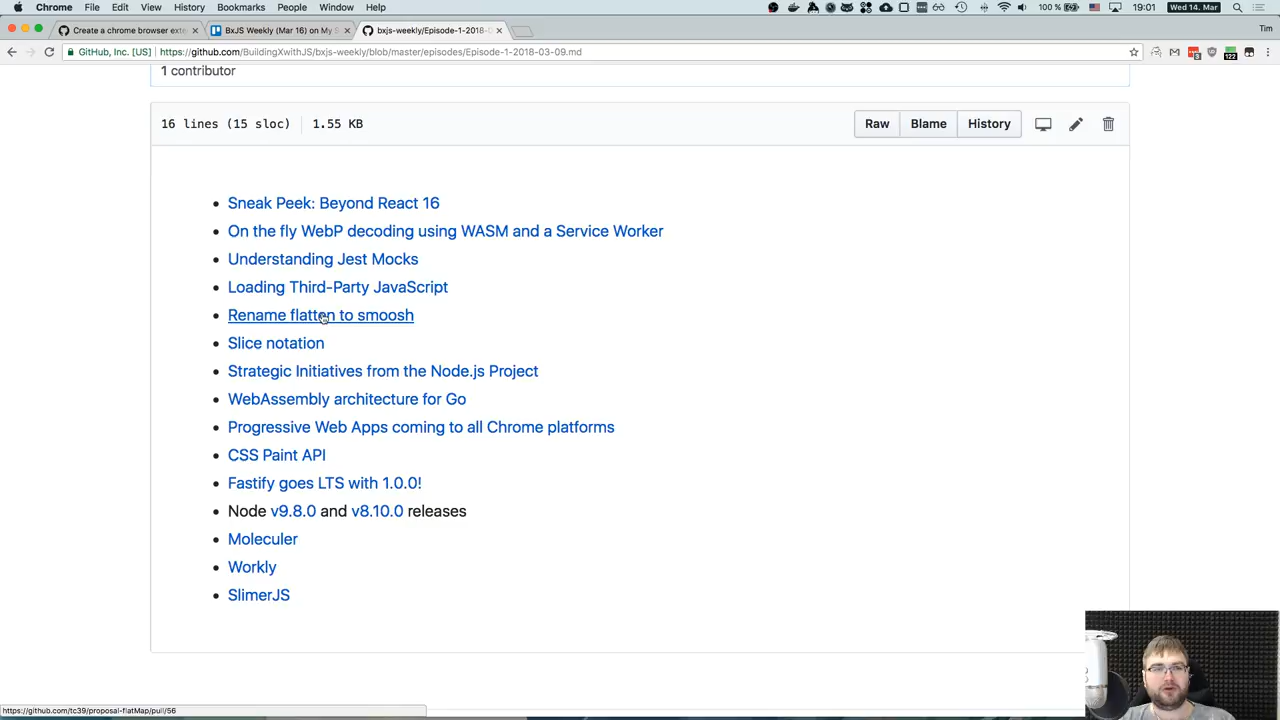 Chrome File Edit View History Bookmarks People Window Help 100 % Wed 14. Mar 19:01
Create a chrome browser exte BxJS Weekly (Mar 16) on My S bxjs-weekly/Episode-1-2018-0 Tim
GitHub, Inc. [US] https://github.com/BuildingXwithJS/bxjs-weekly/blob/master/episodes/Episode-1-2018-03-09.md
1 contributor
16 lines (15 sloc) 1.55 KB Raw Blame History
Sneak Peek: Beyond React 16
On the fly WebP decoding using WASM and a Service Worker
Understanding Jest Mocks
Loading Third-Party JavaScript
Rename flatten to smoosh
Slice notation
Strategic Initiatives from the Node.js Project
WebAssembly architecture for Go
Progressive Web Apps coming to all Chrome platforms
CSS Paint API
Fastify goes LTS with 1.0.0!
Node v9.8.0 and v8.10.0 releases
Moleculer
Workly
SlimerJS
https://github.com/tc39/proposal-flatMap/pull/56